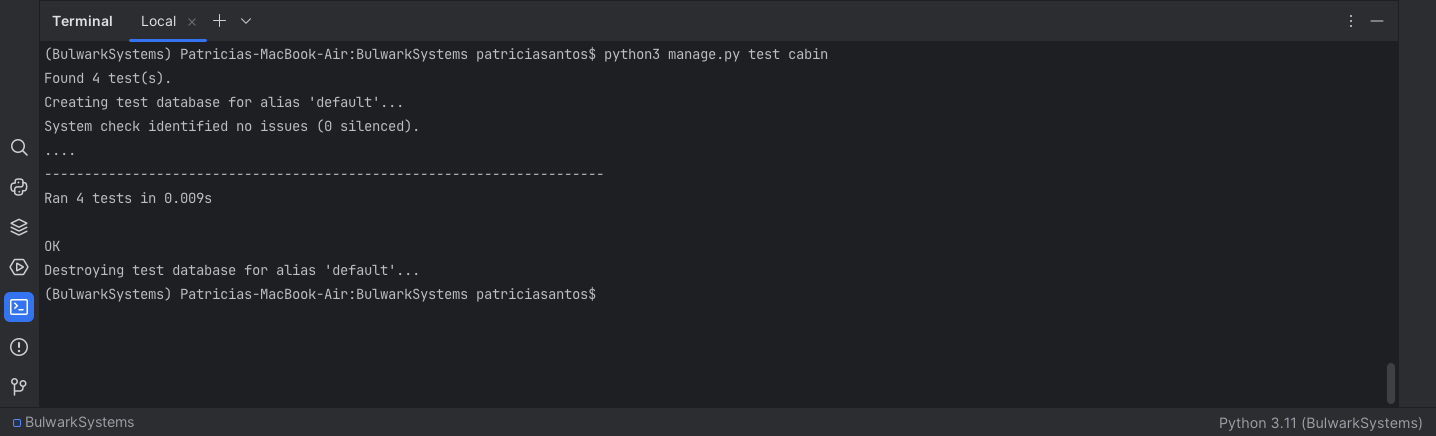 Terminal Local
(BulwarkSystems) Patricias-MacBook-Air:BulwarkSystems patriciasantos$ python3 manage.py test cabin
Found 4 test(s).
Creating test database for alias 'default'...
System check identified no issues (0 silenced).
....
----------------------------------------------------------------------
Ran 4 tests in 0.009s
OK
Destroying test database for alias 'default'...
(BulwarkSystems) Patricias-MacBook-Air:BulwarkSystems patriciasantos$
BulwarkSystems Python 3.11 (BulwarkSystems)